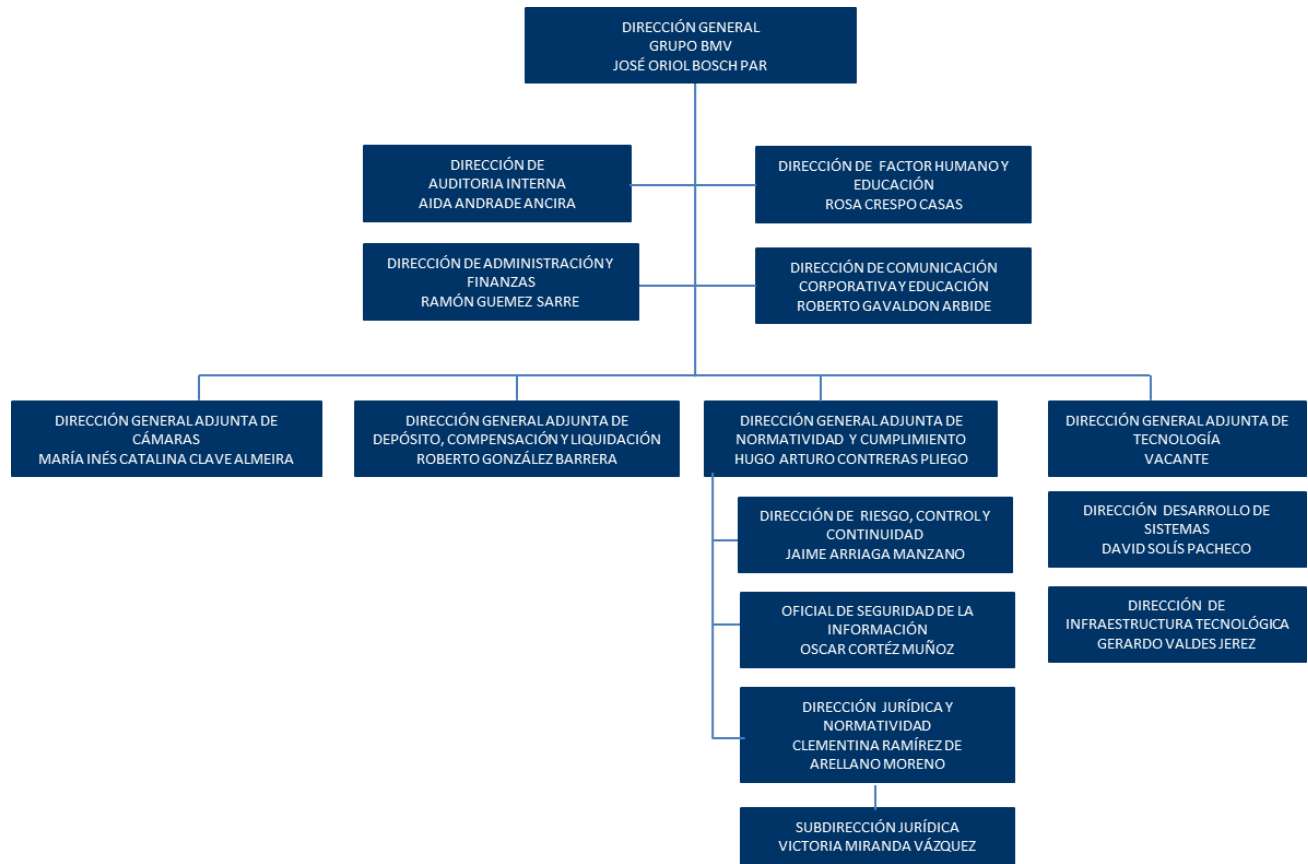 DIRECCIÓN GENERAL
GRUPO BMV
JOSÉ ORIOL BOSCH PAR
DIRECCIÓN DE
AUDITORIA INTERNA
AIDA ANDRADE ANCIRA
DIRECCIÓN DE FACTOR HUMANO Y
EDUCACIÓN
ROSA CRESPO CASAS
DIRECCIÓN DE ADMINISTRACIÓN Y
FINANZAS
RAMÓN GUEMEZ SARRE
DIRECCIÓN DE COMUNICACIÓN
CORPORATIVA Y EDUCACIÓN
ROBERTO GAVALDON ARBIDE
DIRECCIÓN GENERAL ADJUNTA DE
CÁMARAS
MARÍA INÉS CATALINA CLAVE ALMEIRA
DIRECCIÓN GENERAL ADJUNTA DE
DEPÓSITO, COMPENSACIÓN Y LIQUIDACIÓN
ROBERTO GONZÁLEZ BARRERA
DIRECCIÓN GENERAL ADJUNTA DE
NORMATIVIDAD Y CUMPLIMIENTO
HUGO ARTURO CONTRERAS PLIEGO
DIRECCIÓN GENERAL ADJUNTA DE
TECNOLOGÍA
VACANTE
DIRECCIÓN DE RIESGO, CONTROL Y
CONTINUIDAD
JAIME ARRIAGA MANZANO
DIRECCIÓN DESARROLLO DE
SISTEMAS
DAVID SOLÍS PACHECO
OFICIAL DE SEGURIDAD DE LA
INFORMACIÓN
OSCAR CORTÉZ MUÑOZ
DIRECCIÓN DE
INFRAESTRUCTURA TECNOLÓGICA
GERARDO VALDES JEREZ
DIRECCIÓN JURÍDICA Y
NORMATIVIDAD
CLEMENTINA RAMÍREZ DE
ARELLANO MORENO
SUBDIRECCIÓN JURÍDICA
VICTORIA MIRANDA VÁZQUEZ